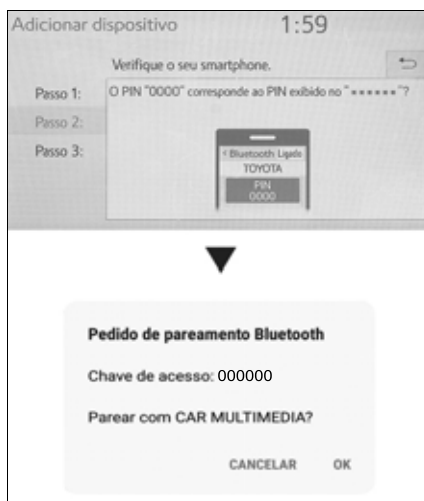 Adicionar dispositivo 1:59
Verifique o seu smartphone.
Passo 1:
O PIN "0000" corresponde ao PIN exibido no "******"?
Passo 2:
Passo 3:
< Bluetooth Ligado
TOYOTA
PIN
0000
Pedido de pareamento Bluetooth
Chave de acesso: 000000
Parear com CAR MULTIMEDIA?
CANCELAR OK